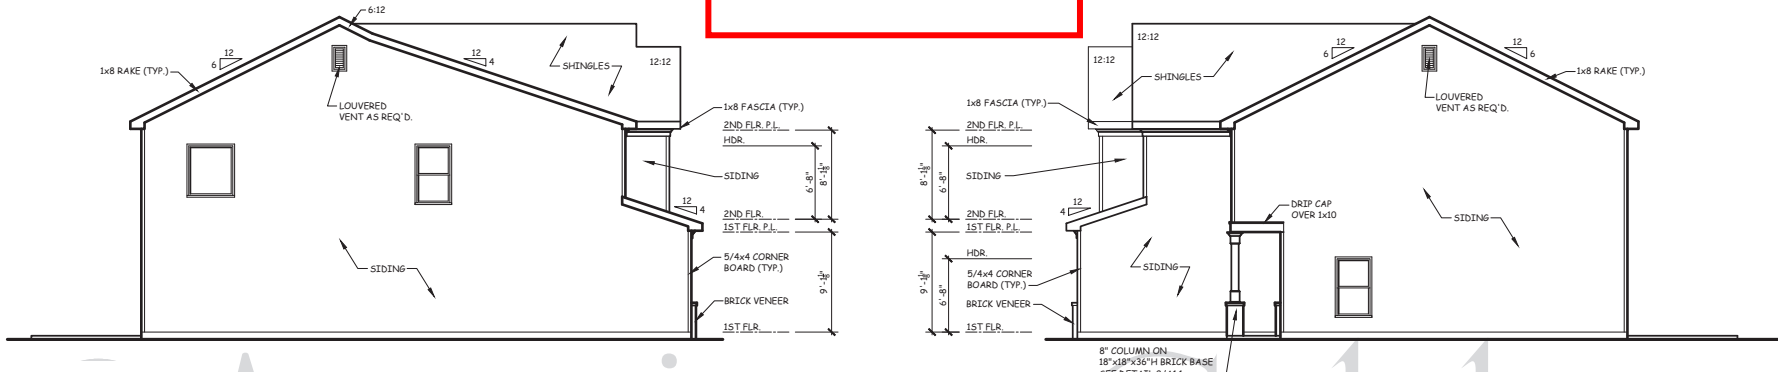 6:12
12
6
1x8 RAKE (TYP.)
LOUVERED
VENT AS REQ'D.
12
4
SHINGLES
12:12
1x8 FASCIA (TYP.)
2ND FLR. P.L.
HDR.
SIDING
6'-8"
8'-1 1/8"
12
4
2ND FLR.
1ST FLR. P.L.
SIDING
5/4x4 CORNER
BOARD (TYP.)
9'-1 1/8"
BRICK VENEER
1ST FLR.
12:12
12:12
SHINGLES
12
6
12
6
1x8 RAKE (TYP.)
1x8 FASCIA (TYP.)
LOUVERED
VENT AS REQ'D.
2ND FLR. P.L.
HDR.
8'-1 1/8"
6'-8"
SIDING
12
4
2ND FLR.
1ST FLR. P.L.
DRIP CAP
OVER 1x10
SIDING
HDR.
SIDING
9'-1 1/8"
6'-8"
5/4x4 CORNER
BOARD (TYP.)
BRICK VENEER
1ST FLR.
8" COLUMN ON
18"x18"x36"H BRICK BASE